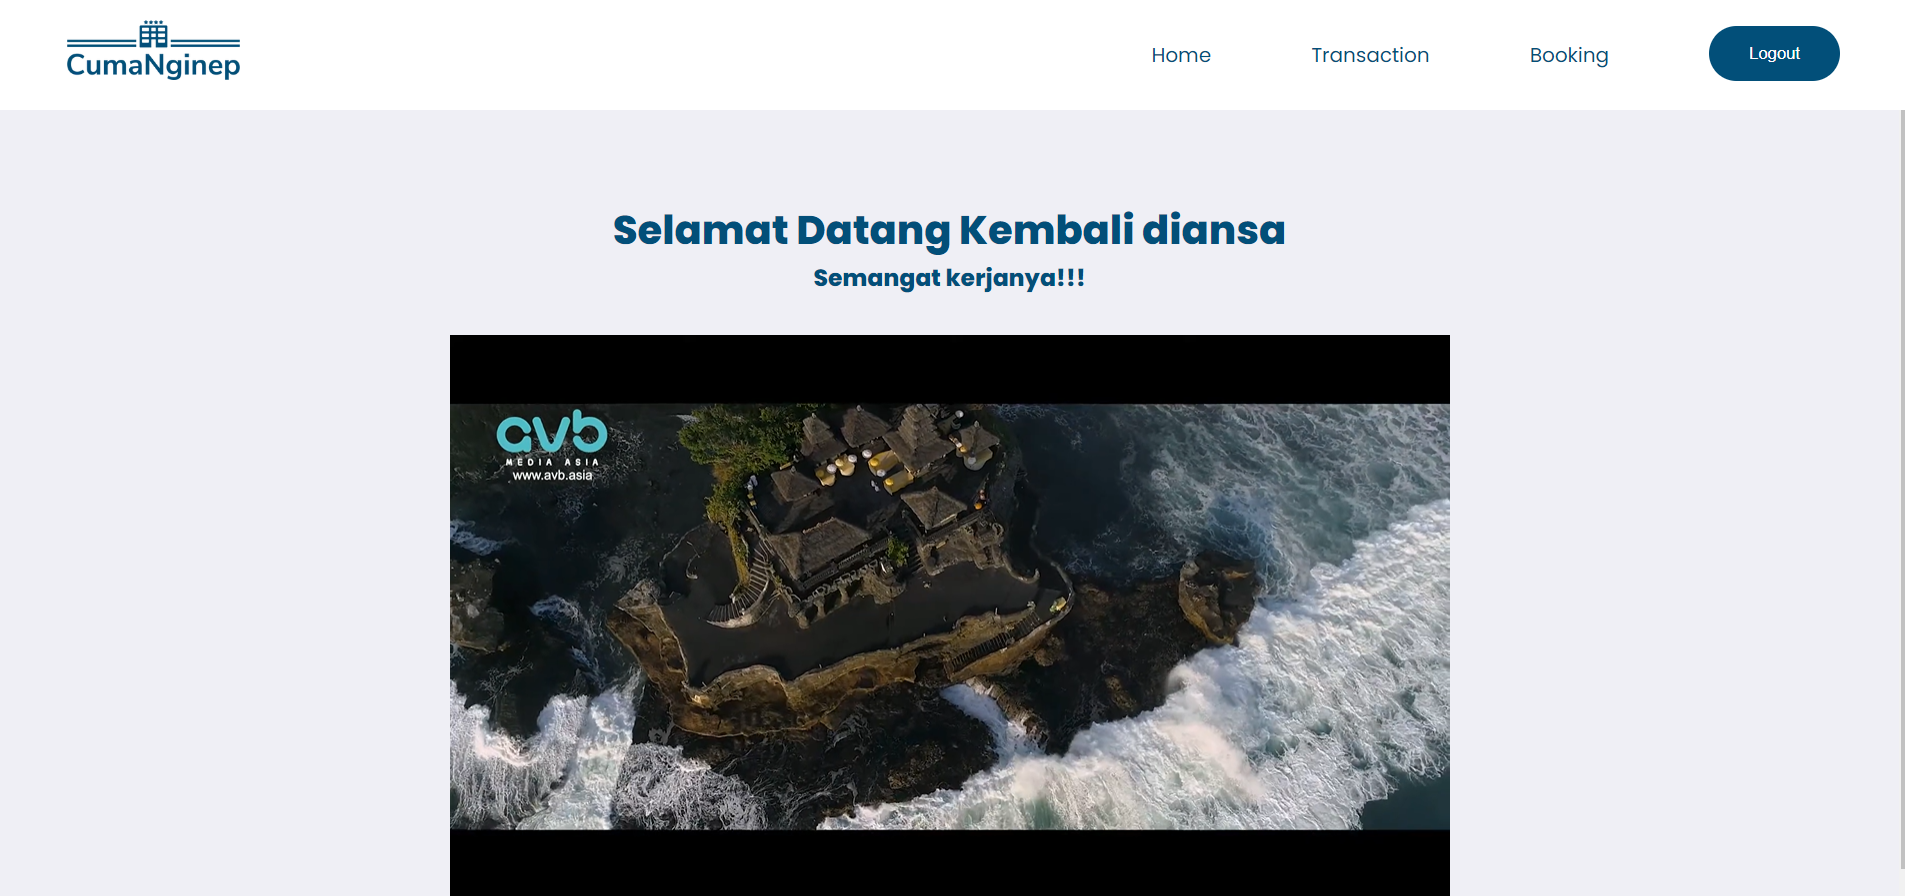 CumaNginep
Home
Transaction
Booking
Logout
Selamat Datang Kembali diansa
Semangat kerjanya!!!
avb
MEDIA ASIA
www.avb.asia